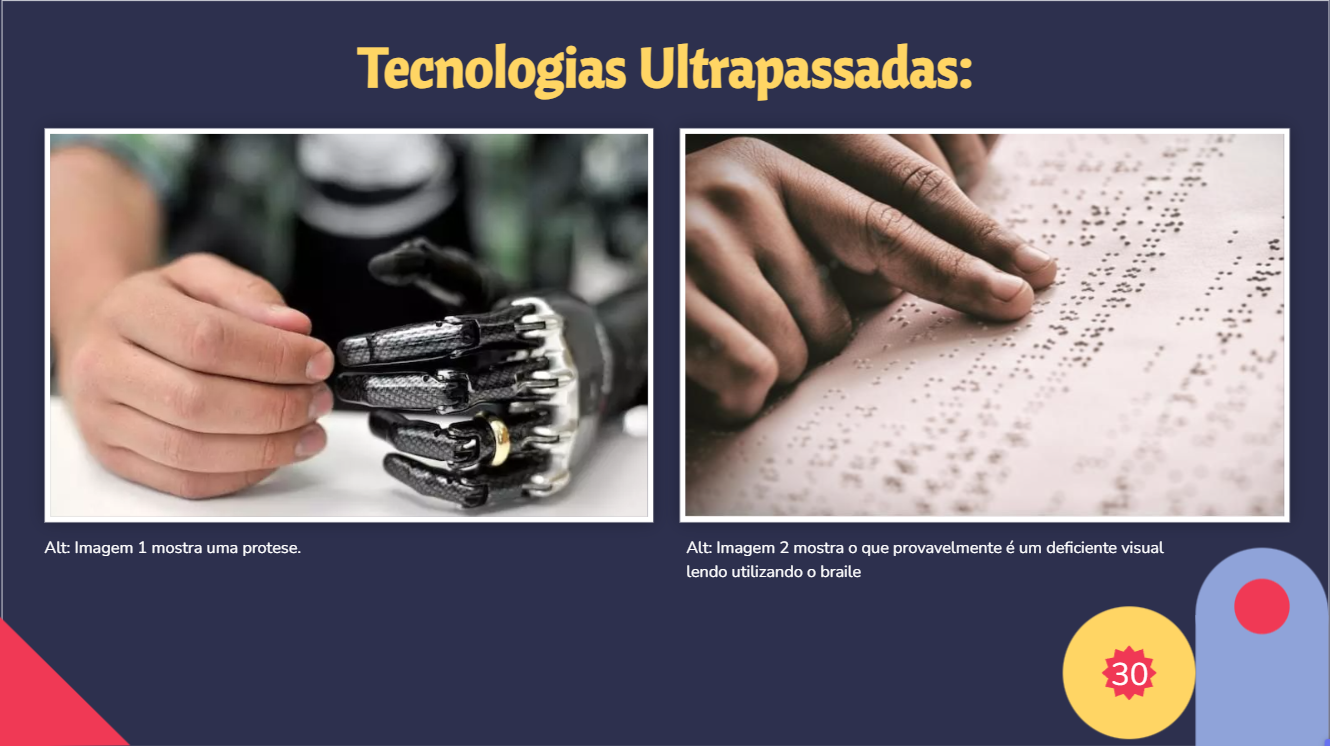 Tecnologias Ultrapassadas:
Alt: Imagem 1 mostra uma protese.
Alt: Imagem 2 mostra o que provavelmente é um deficiente visual
lendo utilizando o braile
30